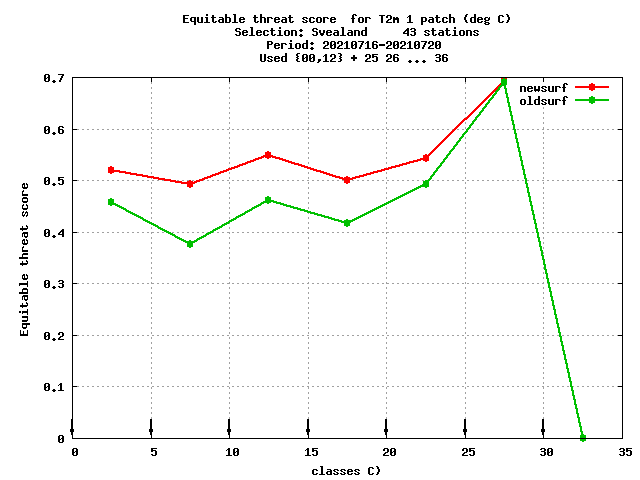 Equitable threat score  for T2m 1 patch (deg C)
Selection: Svealand     43 stations
Period: 20210716-20210720
Used {00,12} + 25 26 ... 36
newsurf
oldsurf
Equitable threat score
0.7
0.6
0.5
0.4
0.3
0.2
0.1
0
0 5 10 15 20 25 30 35
classes C)